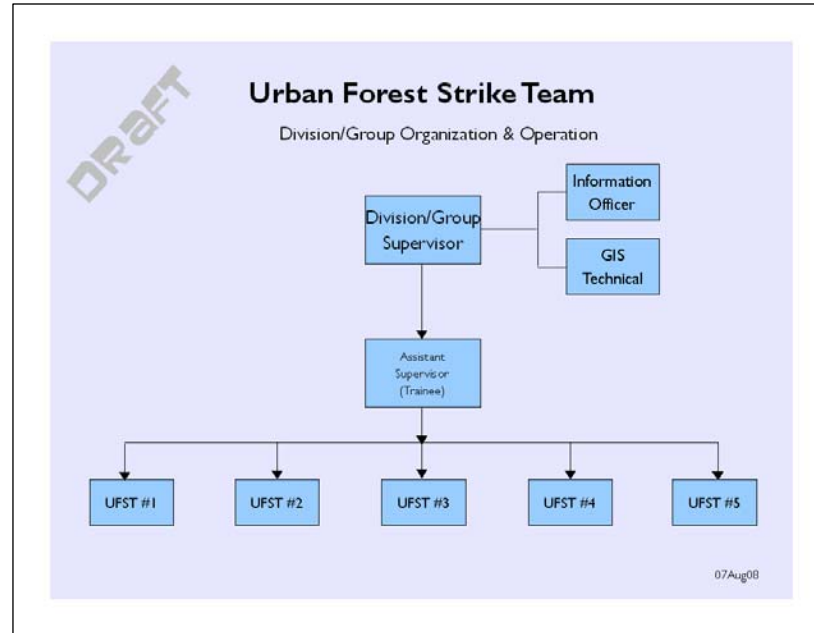 DRaFT
Urban Forest Strike Team
Division/Group Organization & Operation
Information
Officer
Division/Group
Supervisor
GIS
Technical
Assistant
Supervisor
(Trainee)
UFST #1
UFST #2
UFST #3
UFST #4
UFST #5
07Aug08